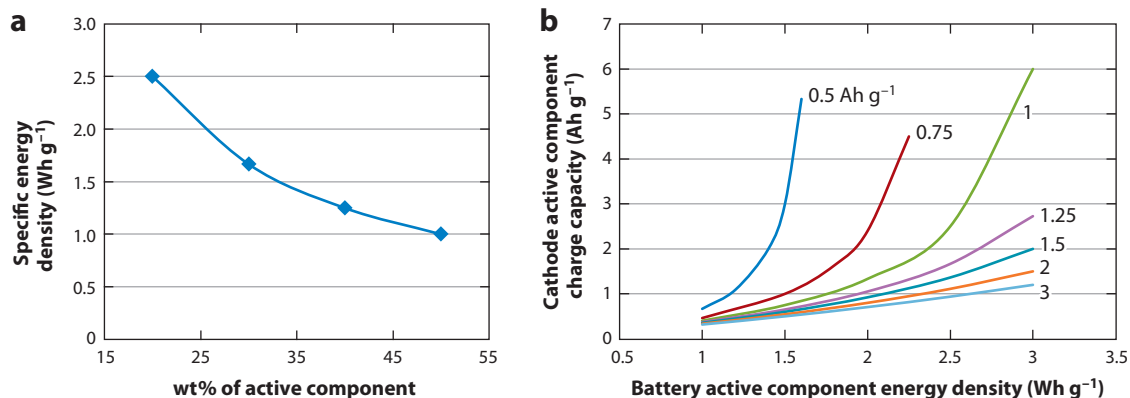 a
Specific energy
density (Wh g⁻¹)
3.0
2.5
2.0
1.5
1.0
0.5
0
15 25 35 45 55
wt% of active component
b
Cathode active component
charge capacity (Ah g⁻¹)
7
6
5
4
3
2
1
0
0.5 Ah g⁻¹
0.75
1
1.25
1.5
2
3
0.5 1 1.5 2 2.5 3 3.5
Battery active component energy density (Wh g⁻¹)